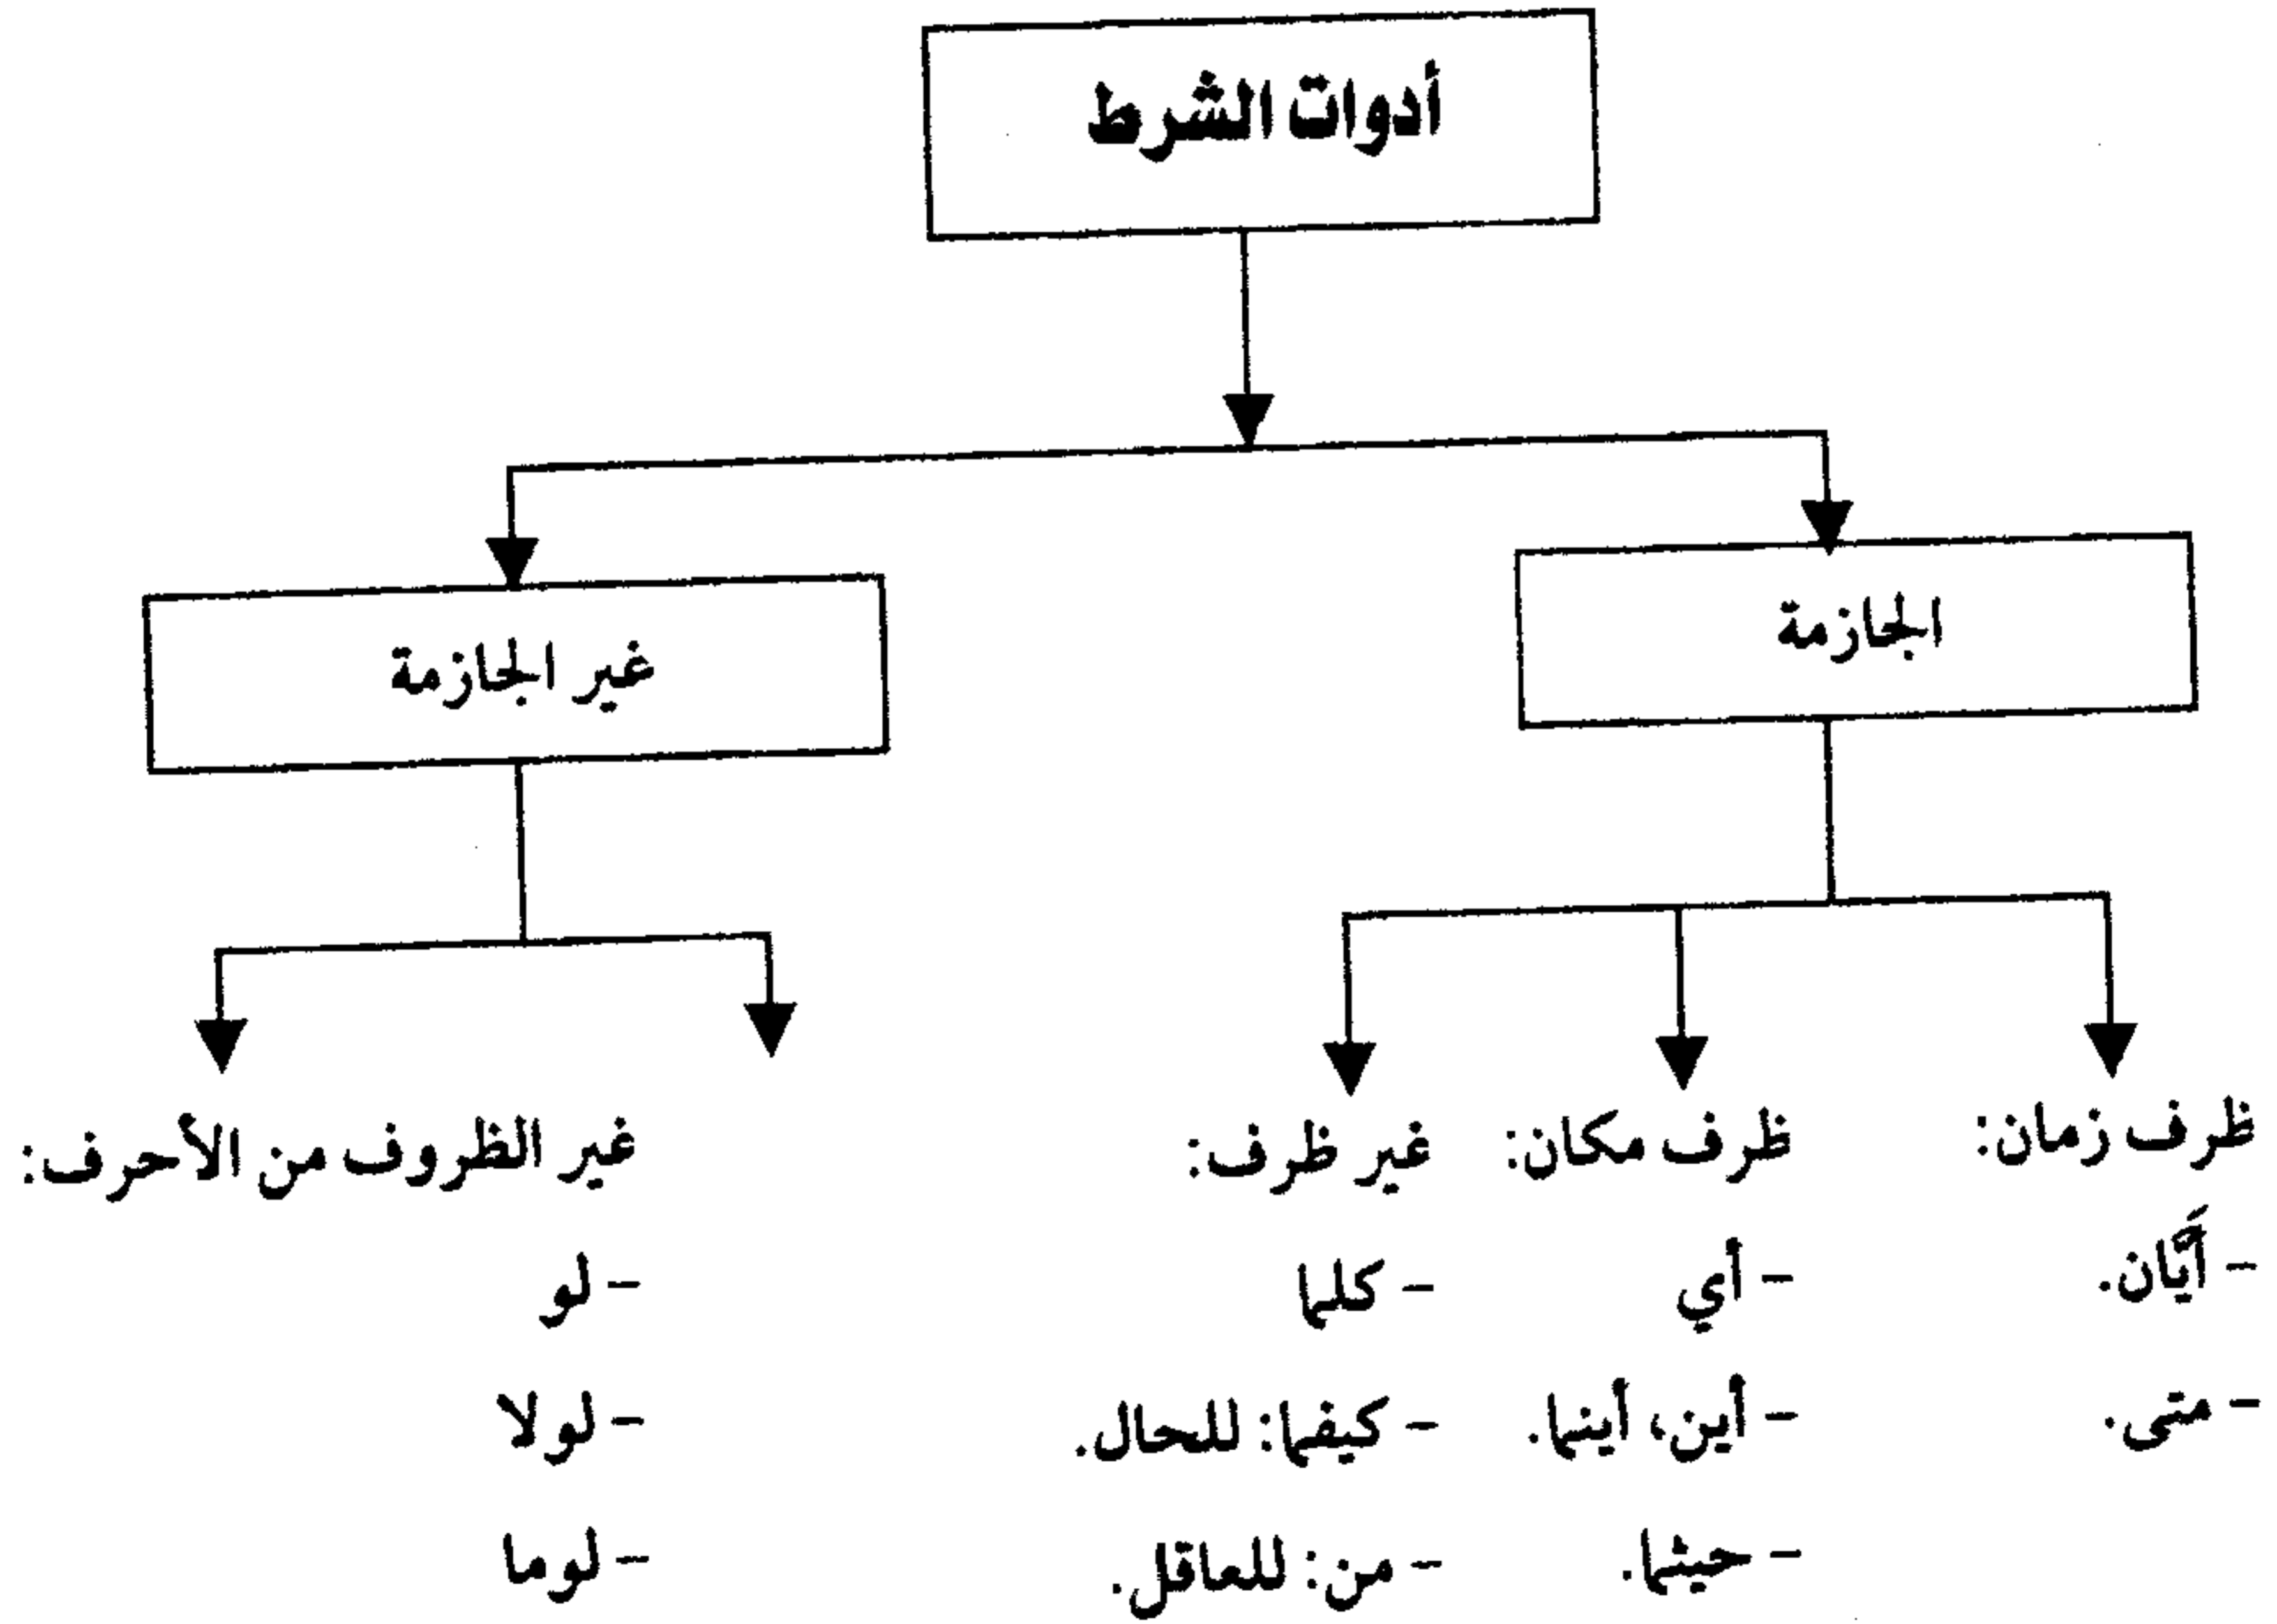 أدوات الشرط
الجازمة
غير الجازمة
ظرف زمان:
- أَيَّان.
- متى.
ظرف مكان:
- أي
- أين، أينما.
- حيثما.
غير ظرف:
- كلما
- كيفما: للحال.
- من: للعاقل.
غير الظروف من الأحرف:
- لو
- لولا
- لوما